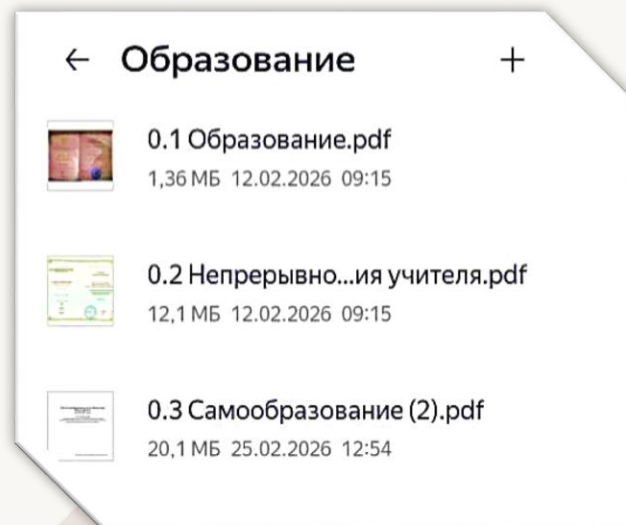 ← Образование +
0.1 Образование.pdf
1,36 МБ 12.02.2026 09:15
0.2 Непрерывно...ия учителя.pdf
12,1 МБ 12.02.2026 09:15
0.3 Самообразование (2).pdf
20,1 МБ 25.02.2026 12:54